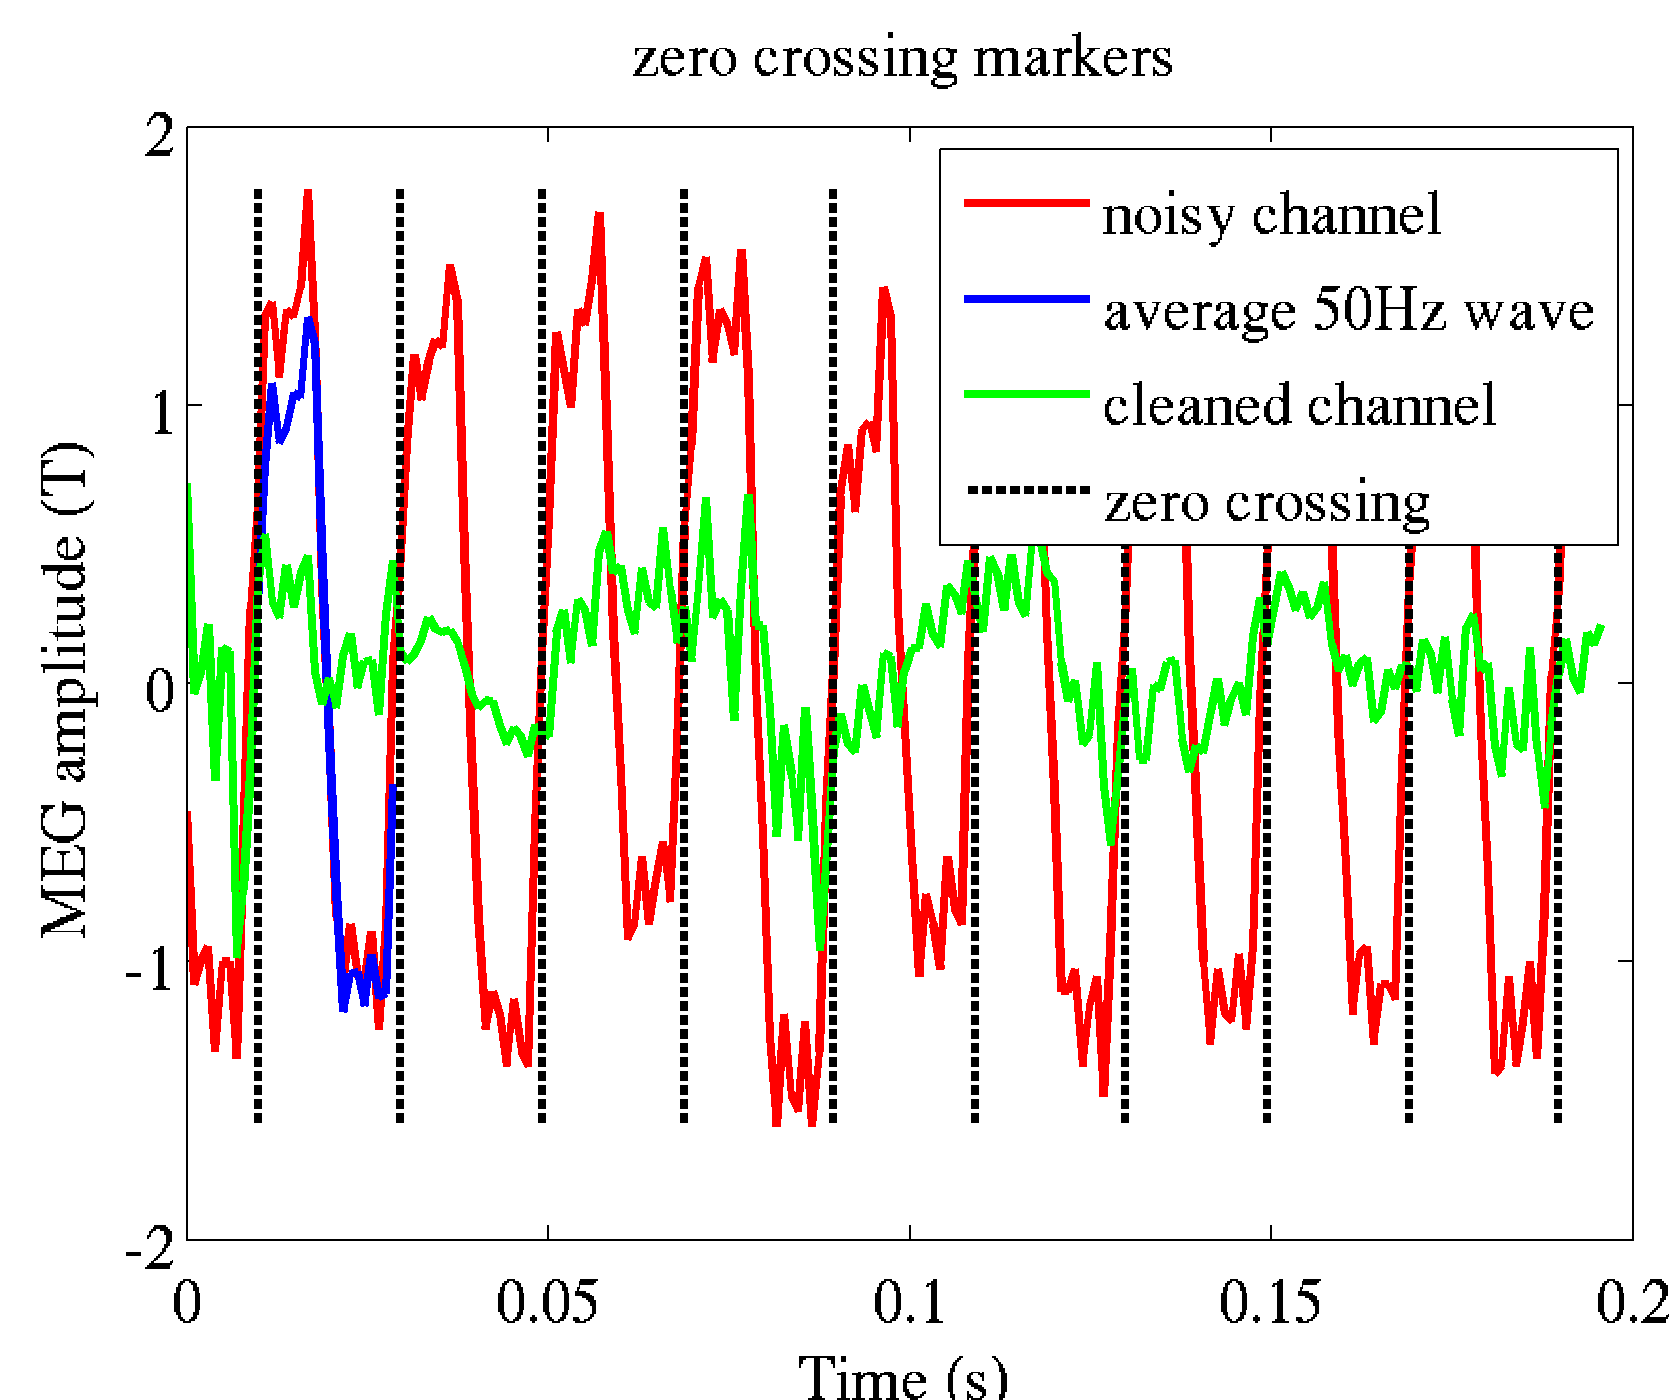 zero crossing markers
2
1
0
-1
-2
MEG amplitude (T)
noisy channel
average 50Hz wave
cleaned channel
zero crossing
0 0.05 0.1 0.15 0.2
Time (s)